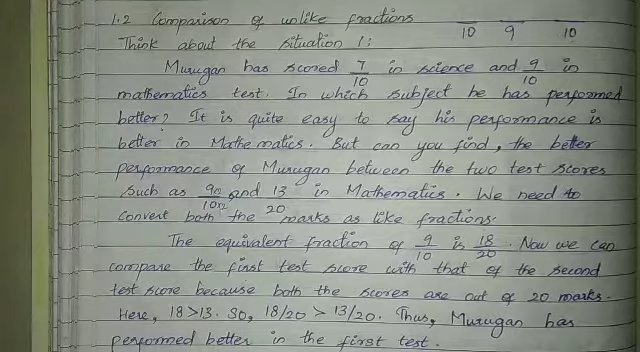 1.2 Comparison of unlike fractions
10 9 10
Think about the situation 1:
Murugan has scored 7/10 in science and 9/10 in
mathematics test. In which subject he has performed
better? It is quite easy to say his performance is
better in Mathematics. But can you find, the better
performance of Murugan between the two test scores
such as 9/10 and 13/20 in Mathematics. We need to
convert both the marks as like fractions.
The equivalent fraction of 9/10 is 18/20. Now we can
compare the first test score with that of the second
test score because both the scores are out of 20 marks.
Here, 18>13. So, 18/20 > 13/20. Thus, Murugan has
performed better in the first test.